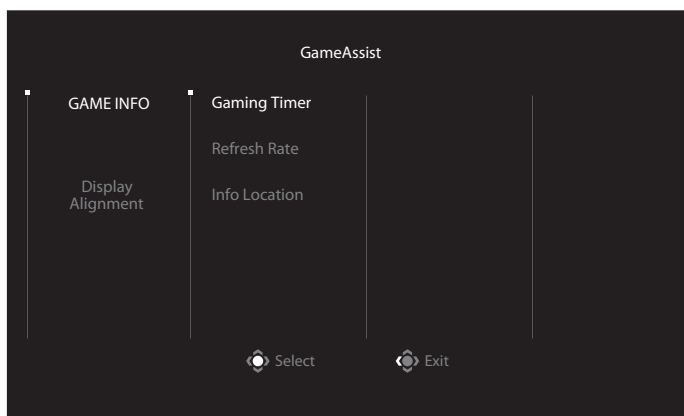 GameAssist
GAME INFO
Display
Alignment
Gaming Timer
Refresh Rate
Info Location
Select
Exit